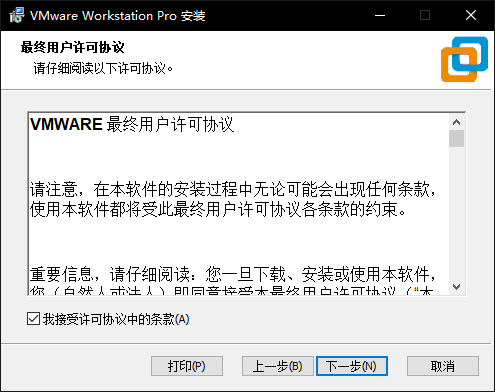 VMware Workstation Pro 安装
最终用户许可协议
请仔细阅读以下许可协议。
VMWARE 最终用户许可协议
请注意，在本软件的安装过程中无论可能会出现任何条款，
使用本软件都将受此最终用户许可协议各条款的约束。
重要信息，请仔细阅读：您一旦下载、安装或使用本软件，
您（自然人或法人）即同意接受本最终用户许可协议（“本
我接受许可协议中的条款(A)
打印(P)
上一步(B)
下一步(N)
取消